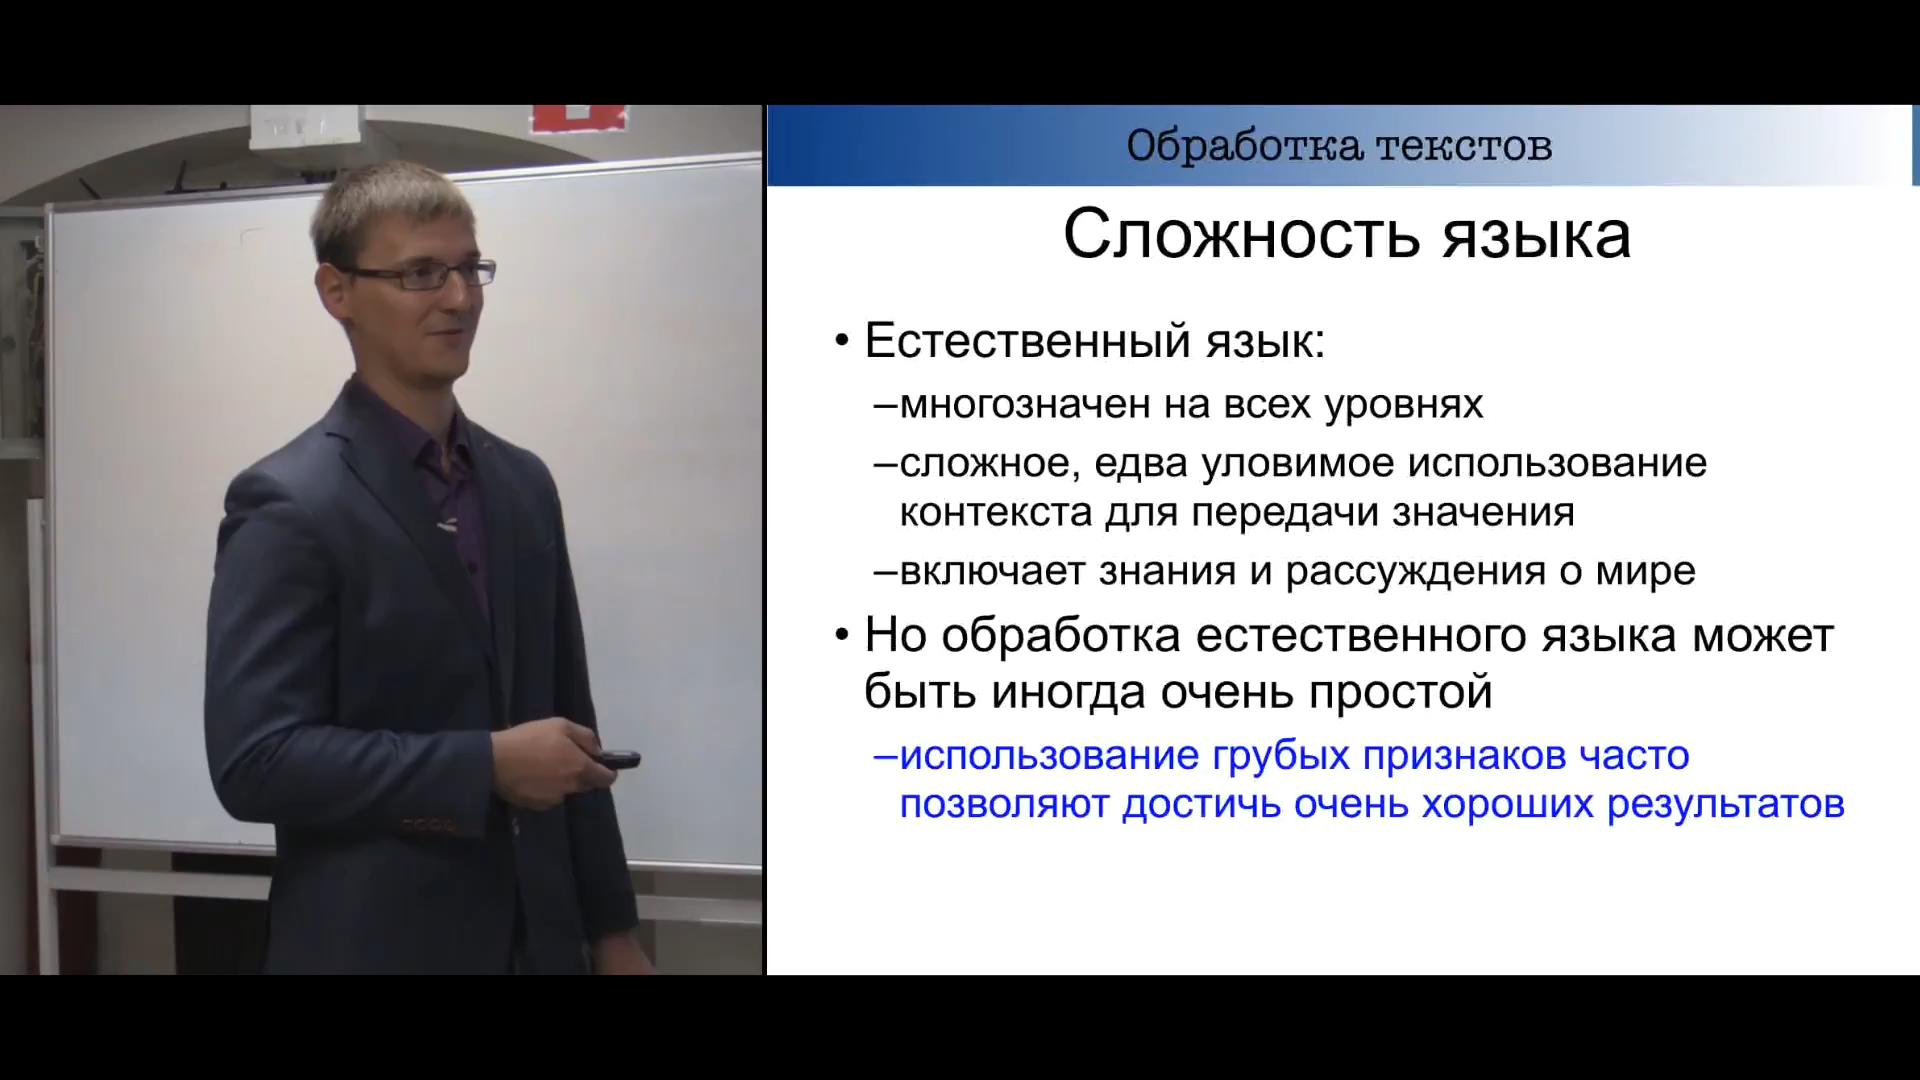 Обработка текстов
Сложность языка
• Естественный язык:
–многозначен на всех уровнях
–сложное, едва уловимое использование
контекста для передачи значения
–включает знания и рассуждения о мире
• Но обработка естественного языка может
быть иногда очень простой
–использование грубых признаков часто
позволяют достичь очень хороших результатов